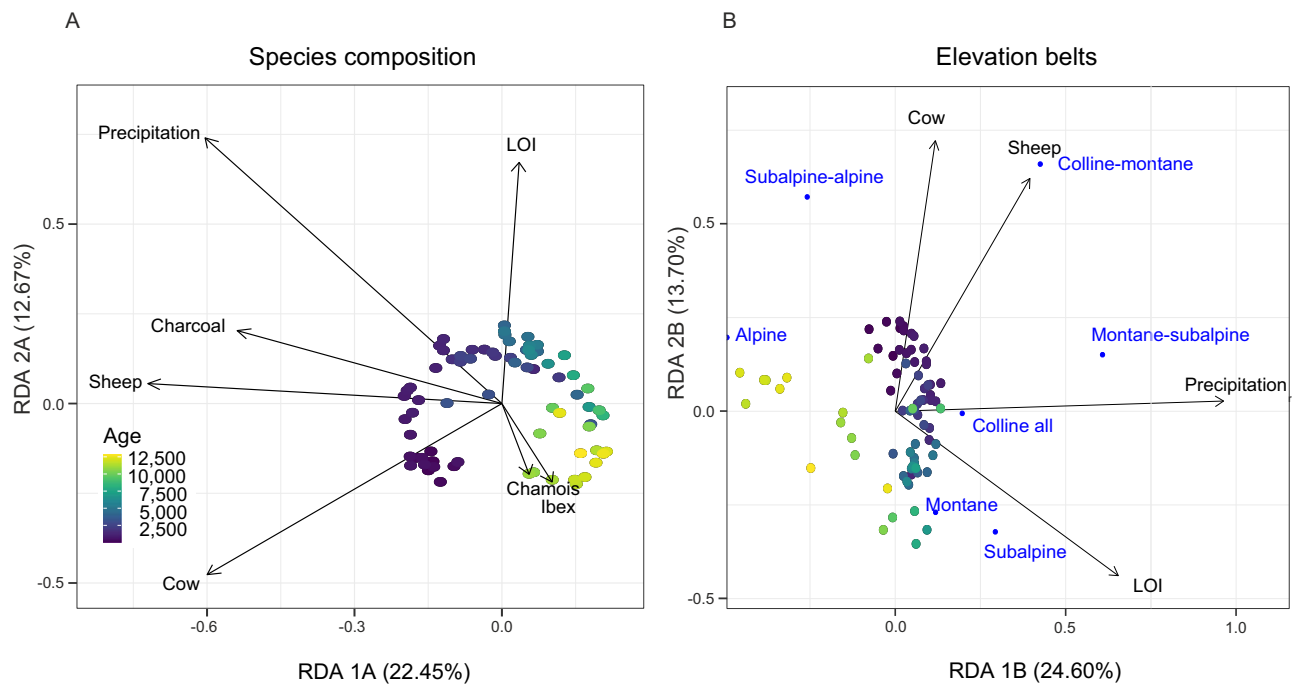 A
Species composition
Precipitation
LOI
Charcoal
Sheep
Age
12,500
10,000
7,500
5,000
2,500
Chamois
Ibex
Cow
0.5
0.0
-0.5
-0.6
-0.3
0.0
RDA 2A (12.67%)
RDA 1A (22.45%)
B
Elevation belts
Cow
Sheep
Colline-montane
Subalpine-alpine
Alpine
Montane-subalpine
Precipitation
Colline all
Montane
Subalpine
LOI
0.5
0.0
-0.5
0.0
0.5
1.0
RDA 2B (13.70%)
RDA 1B (24.60%)